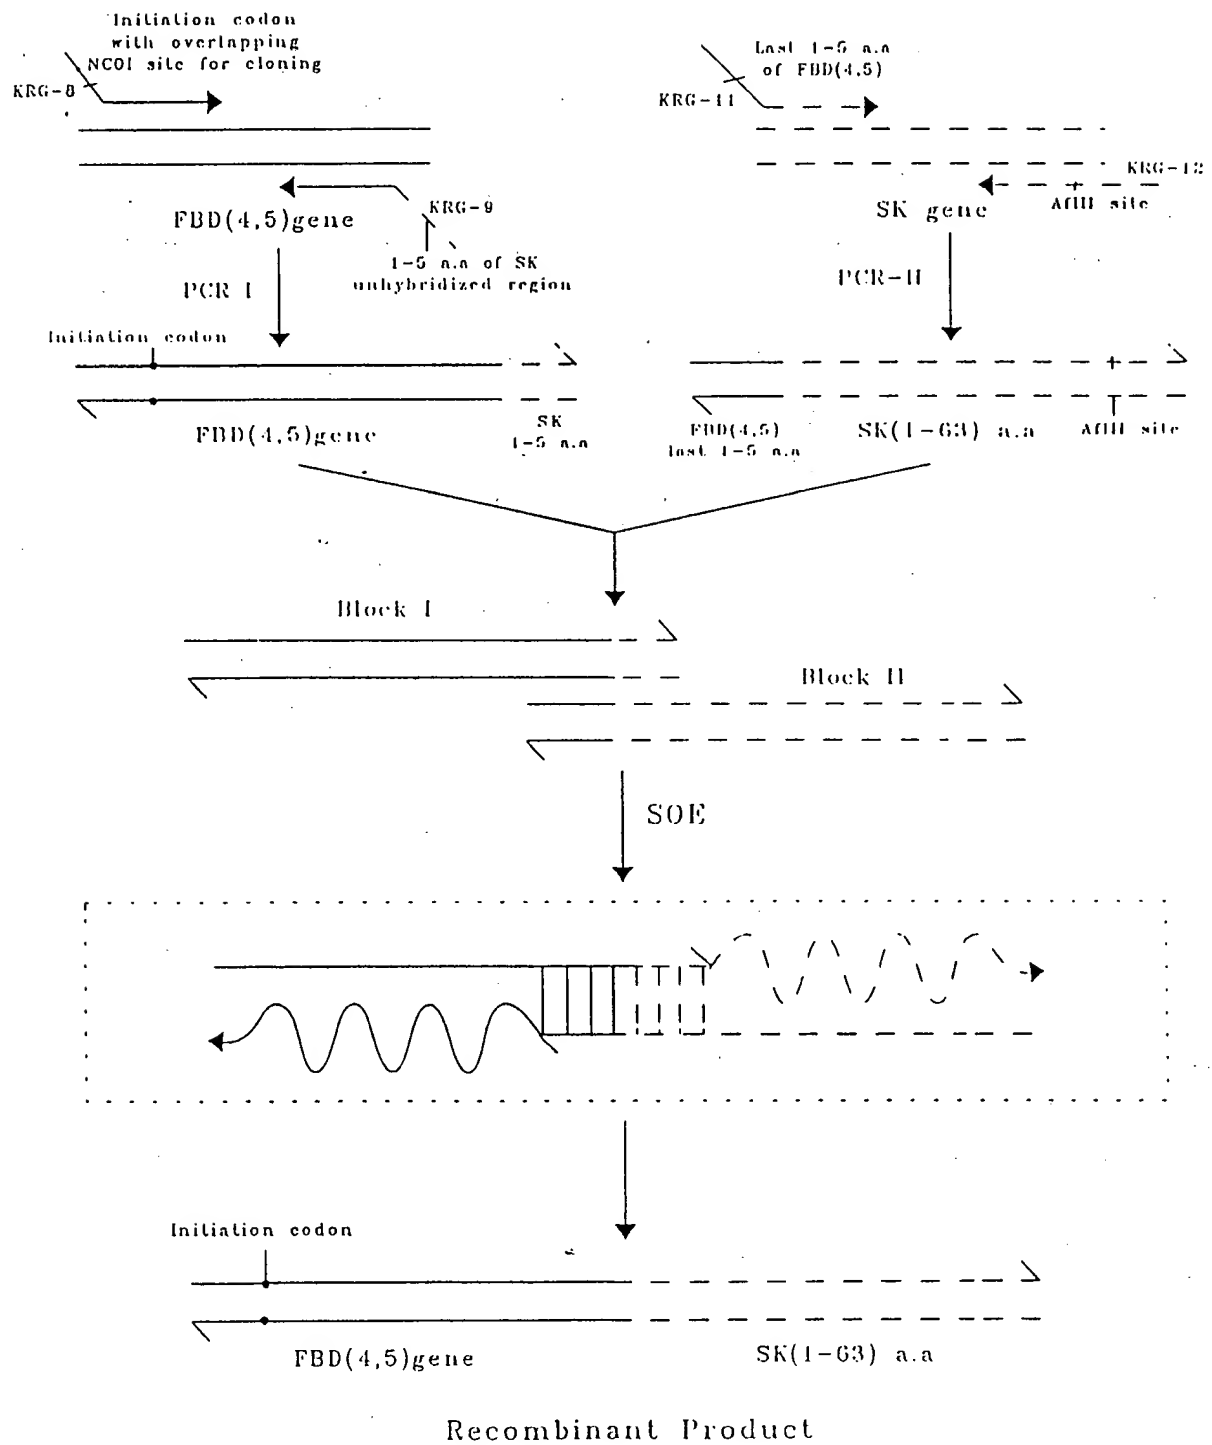 Initiation codon
with overlapping
NCOI site for cloning
KRG-8
Last 1-5 a.a
of FBD(4,5)
KRG-11
KRG-12
AflII site
SK gene
KRG-9
FBD(4,5)gene
1-5 a.a of SK
unhybridized region
PCR I
PCR-II
Initiation codon
FBD(4,5)gene
SK
1-5 a.a
FBD(4,5)
last 1-5 a.a
SK(1-63) a.a
AflII site
Block I
Block II
SOE
Initiation codon
FBD(4,5)gene
SK(1-63) a.a
Recombinant Product